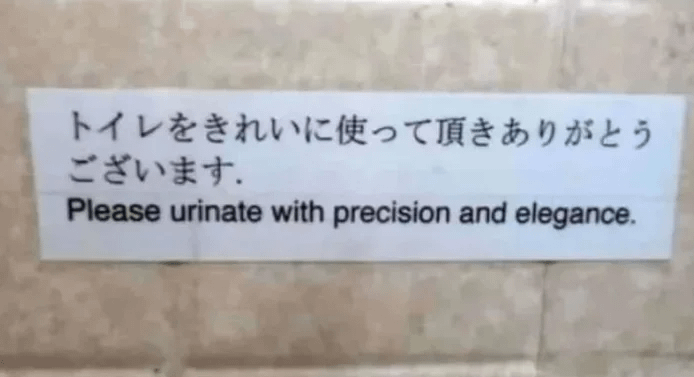 トイレをきれいに使って頂きありがとう
ございます.
Please urinate with precision and elegance.